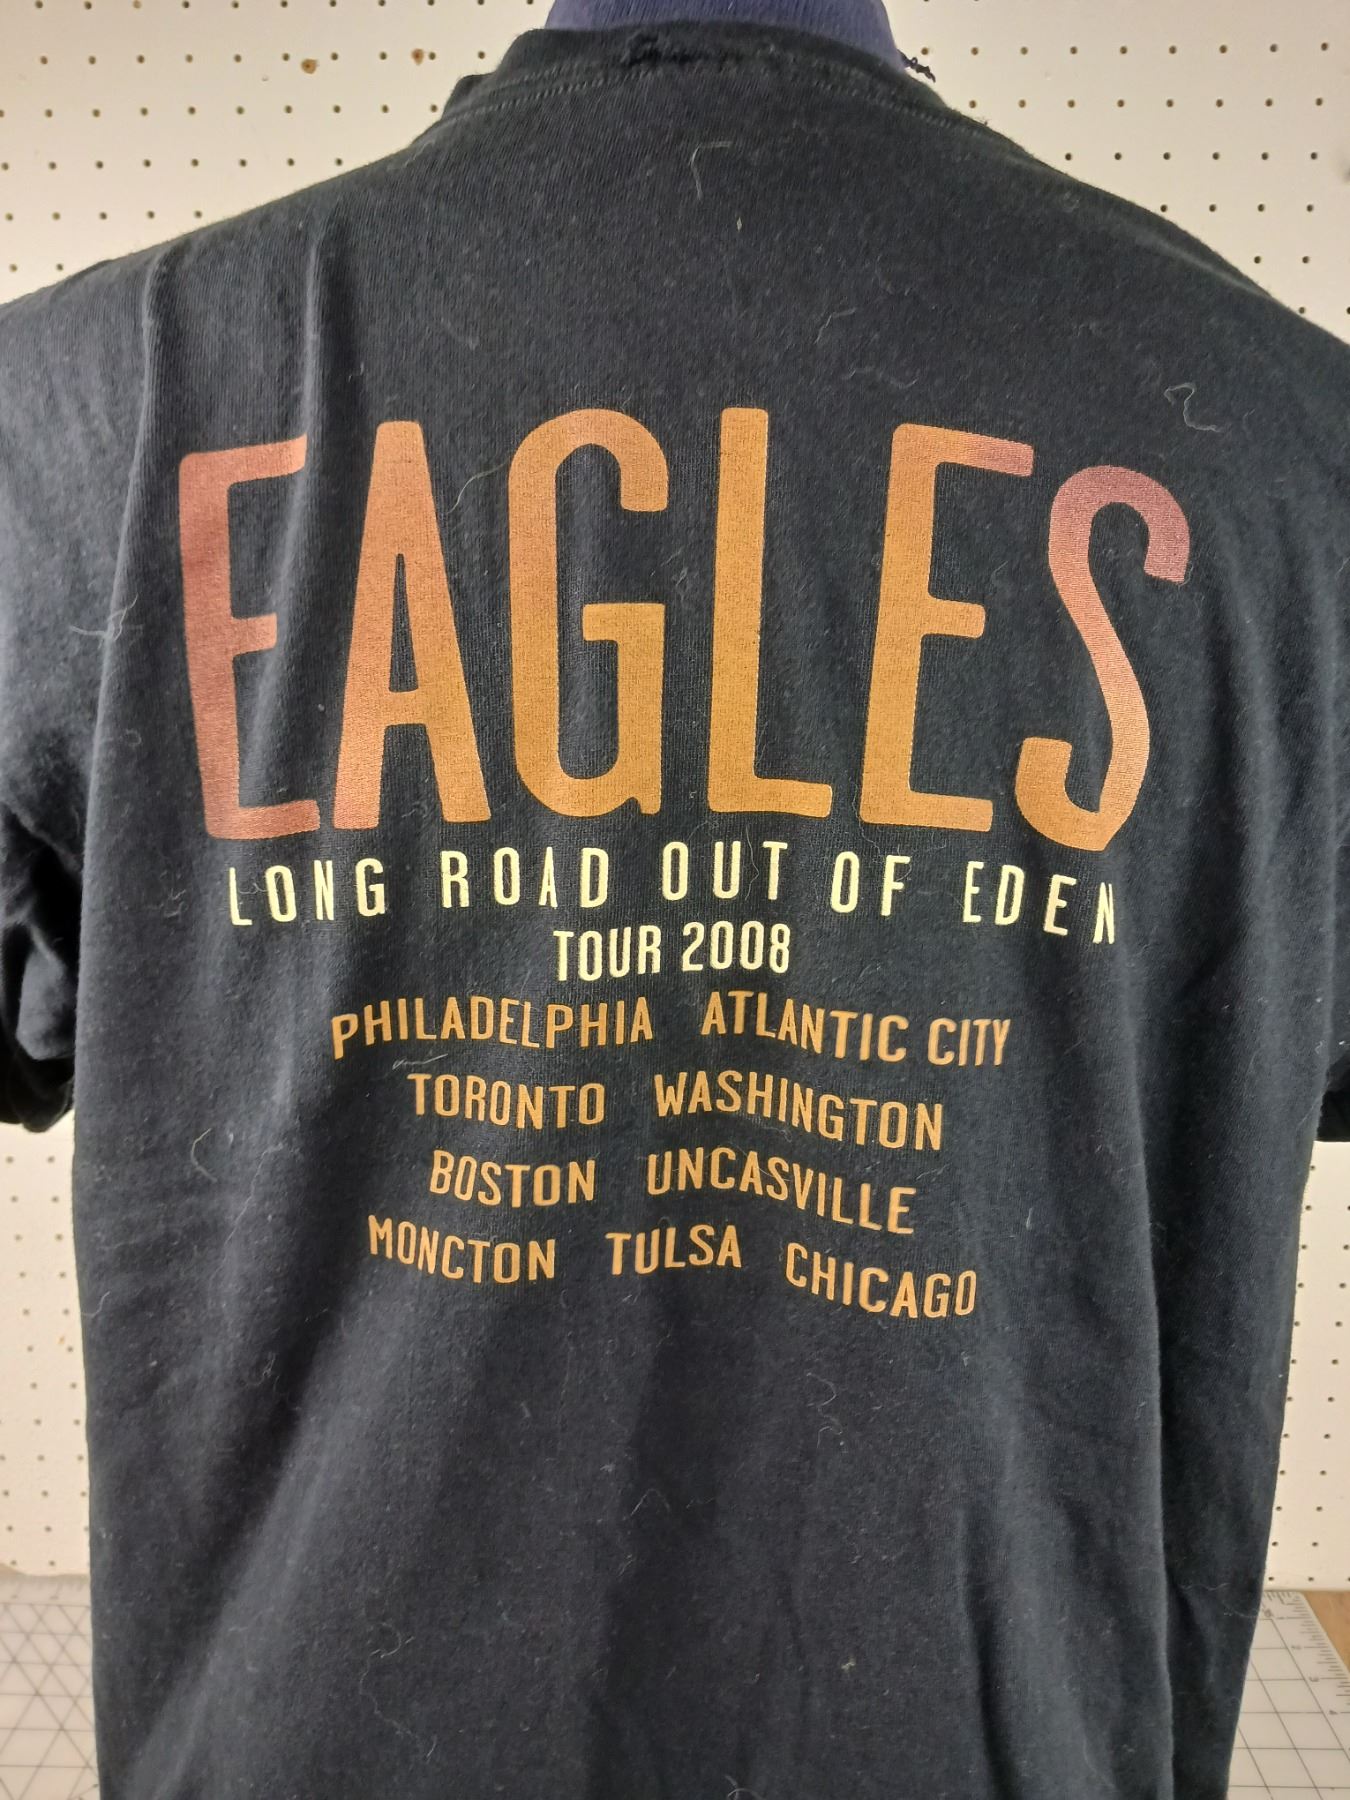 EAGLES
LONG ROAD OUT OF EDEN
TOUR 2008
PHILADELPHIA ATLANTIC CITY
TORONTO WASHINGTON
BOSTON UNCASVILLE
MONCTON TULSA CHICAGO